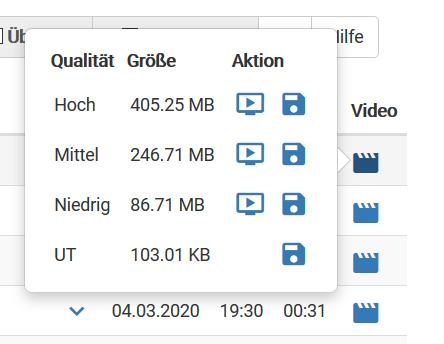 Hilfe
Qualität Größe Aktion
Hoch 405.25 MB
Video
Mittel 246.71 MB
Niedrig 86.71 MB
UT 103.01 KB
04.03.2020 19:30 00:31